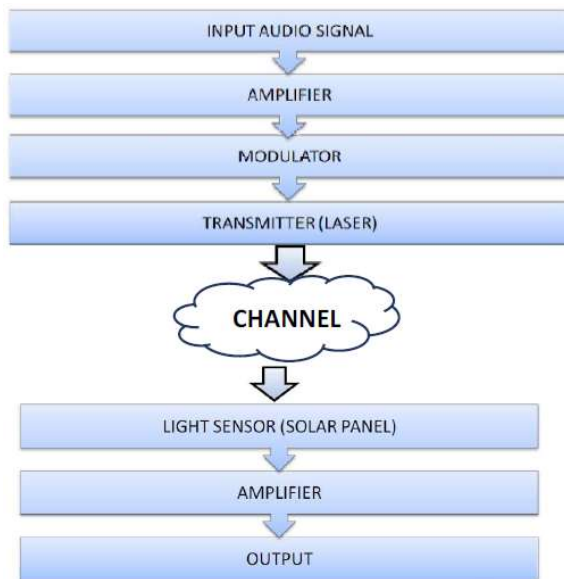 INPUT AUDIO SIGNAL
AMPLIFIER
MODULATOR
TRANSMITTER (LASER)
CHANNEL
LIGHT SENSOR (SOLAR PANEL)
AMPLIFIER
OUTPUT